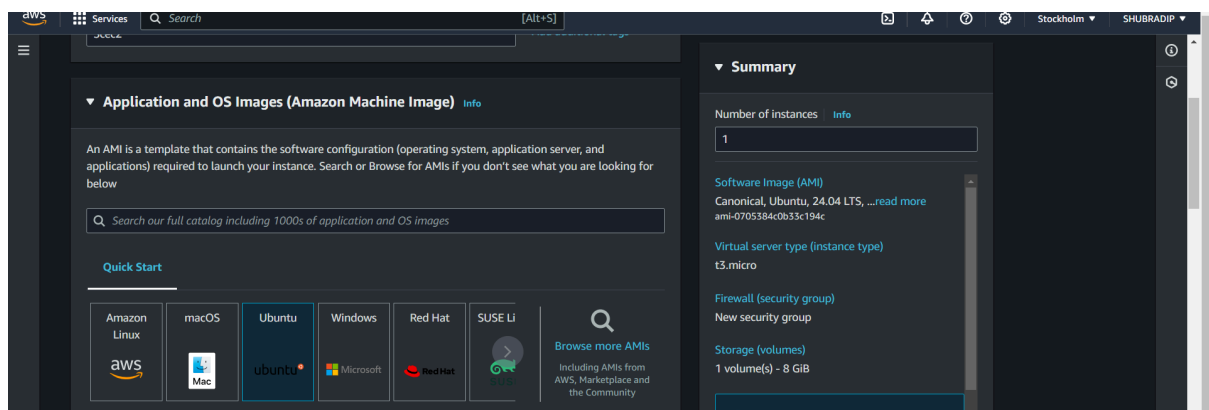 aws
Services
Search
[Alt+S]
Stockholm ▼
SHUBRADIP ▼
▼ Application and OS Images (Amazon Machine Image) Info
An AMI is a template that contains the software configuration (operating system, application server, and
applications) required to launch your instance. Search or Browse for AMIs if you don't see what you are looking for
below
Search our full catalog including 1000s of application and OS images
Quick Start
Amazon
Linux
aws
macOS
Mac
Ubuntu
ubuntu
Windows
Microsoft
Red Hat
Red Hat
SUSE Li
SUS
Browse more AMIs
Including AMIs from
AWS, Marketplace and
the Community
▼ Summary
Number of instances Info
1
Software Image (AMI)
Canonical, Ubuntu, 24.04 LTS, ...read more
ami-0705384c0b33c194c
Virtual server type (instance type)
t3.micro
Firewall (security group)
New security group
Storage (volumes)
1 volume(s) - 8 GiB